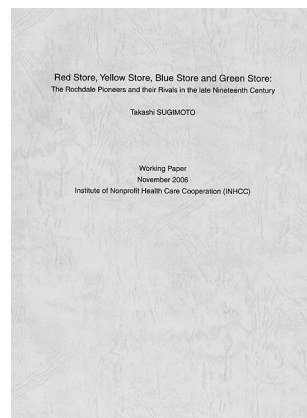 Red Store, Yellow Store, Blue Store and Green Store:
The Rochdale Pioneers and their Rivals in the late Nineteenth Century
Takashi SUGIMOTO
Working Paper
November 2006
Institute of Nonprofit Health Care Cooperation (INHCC)